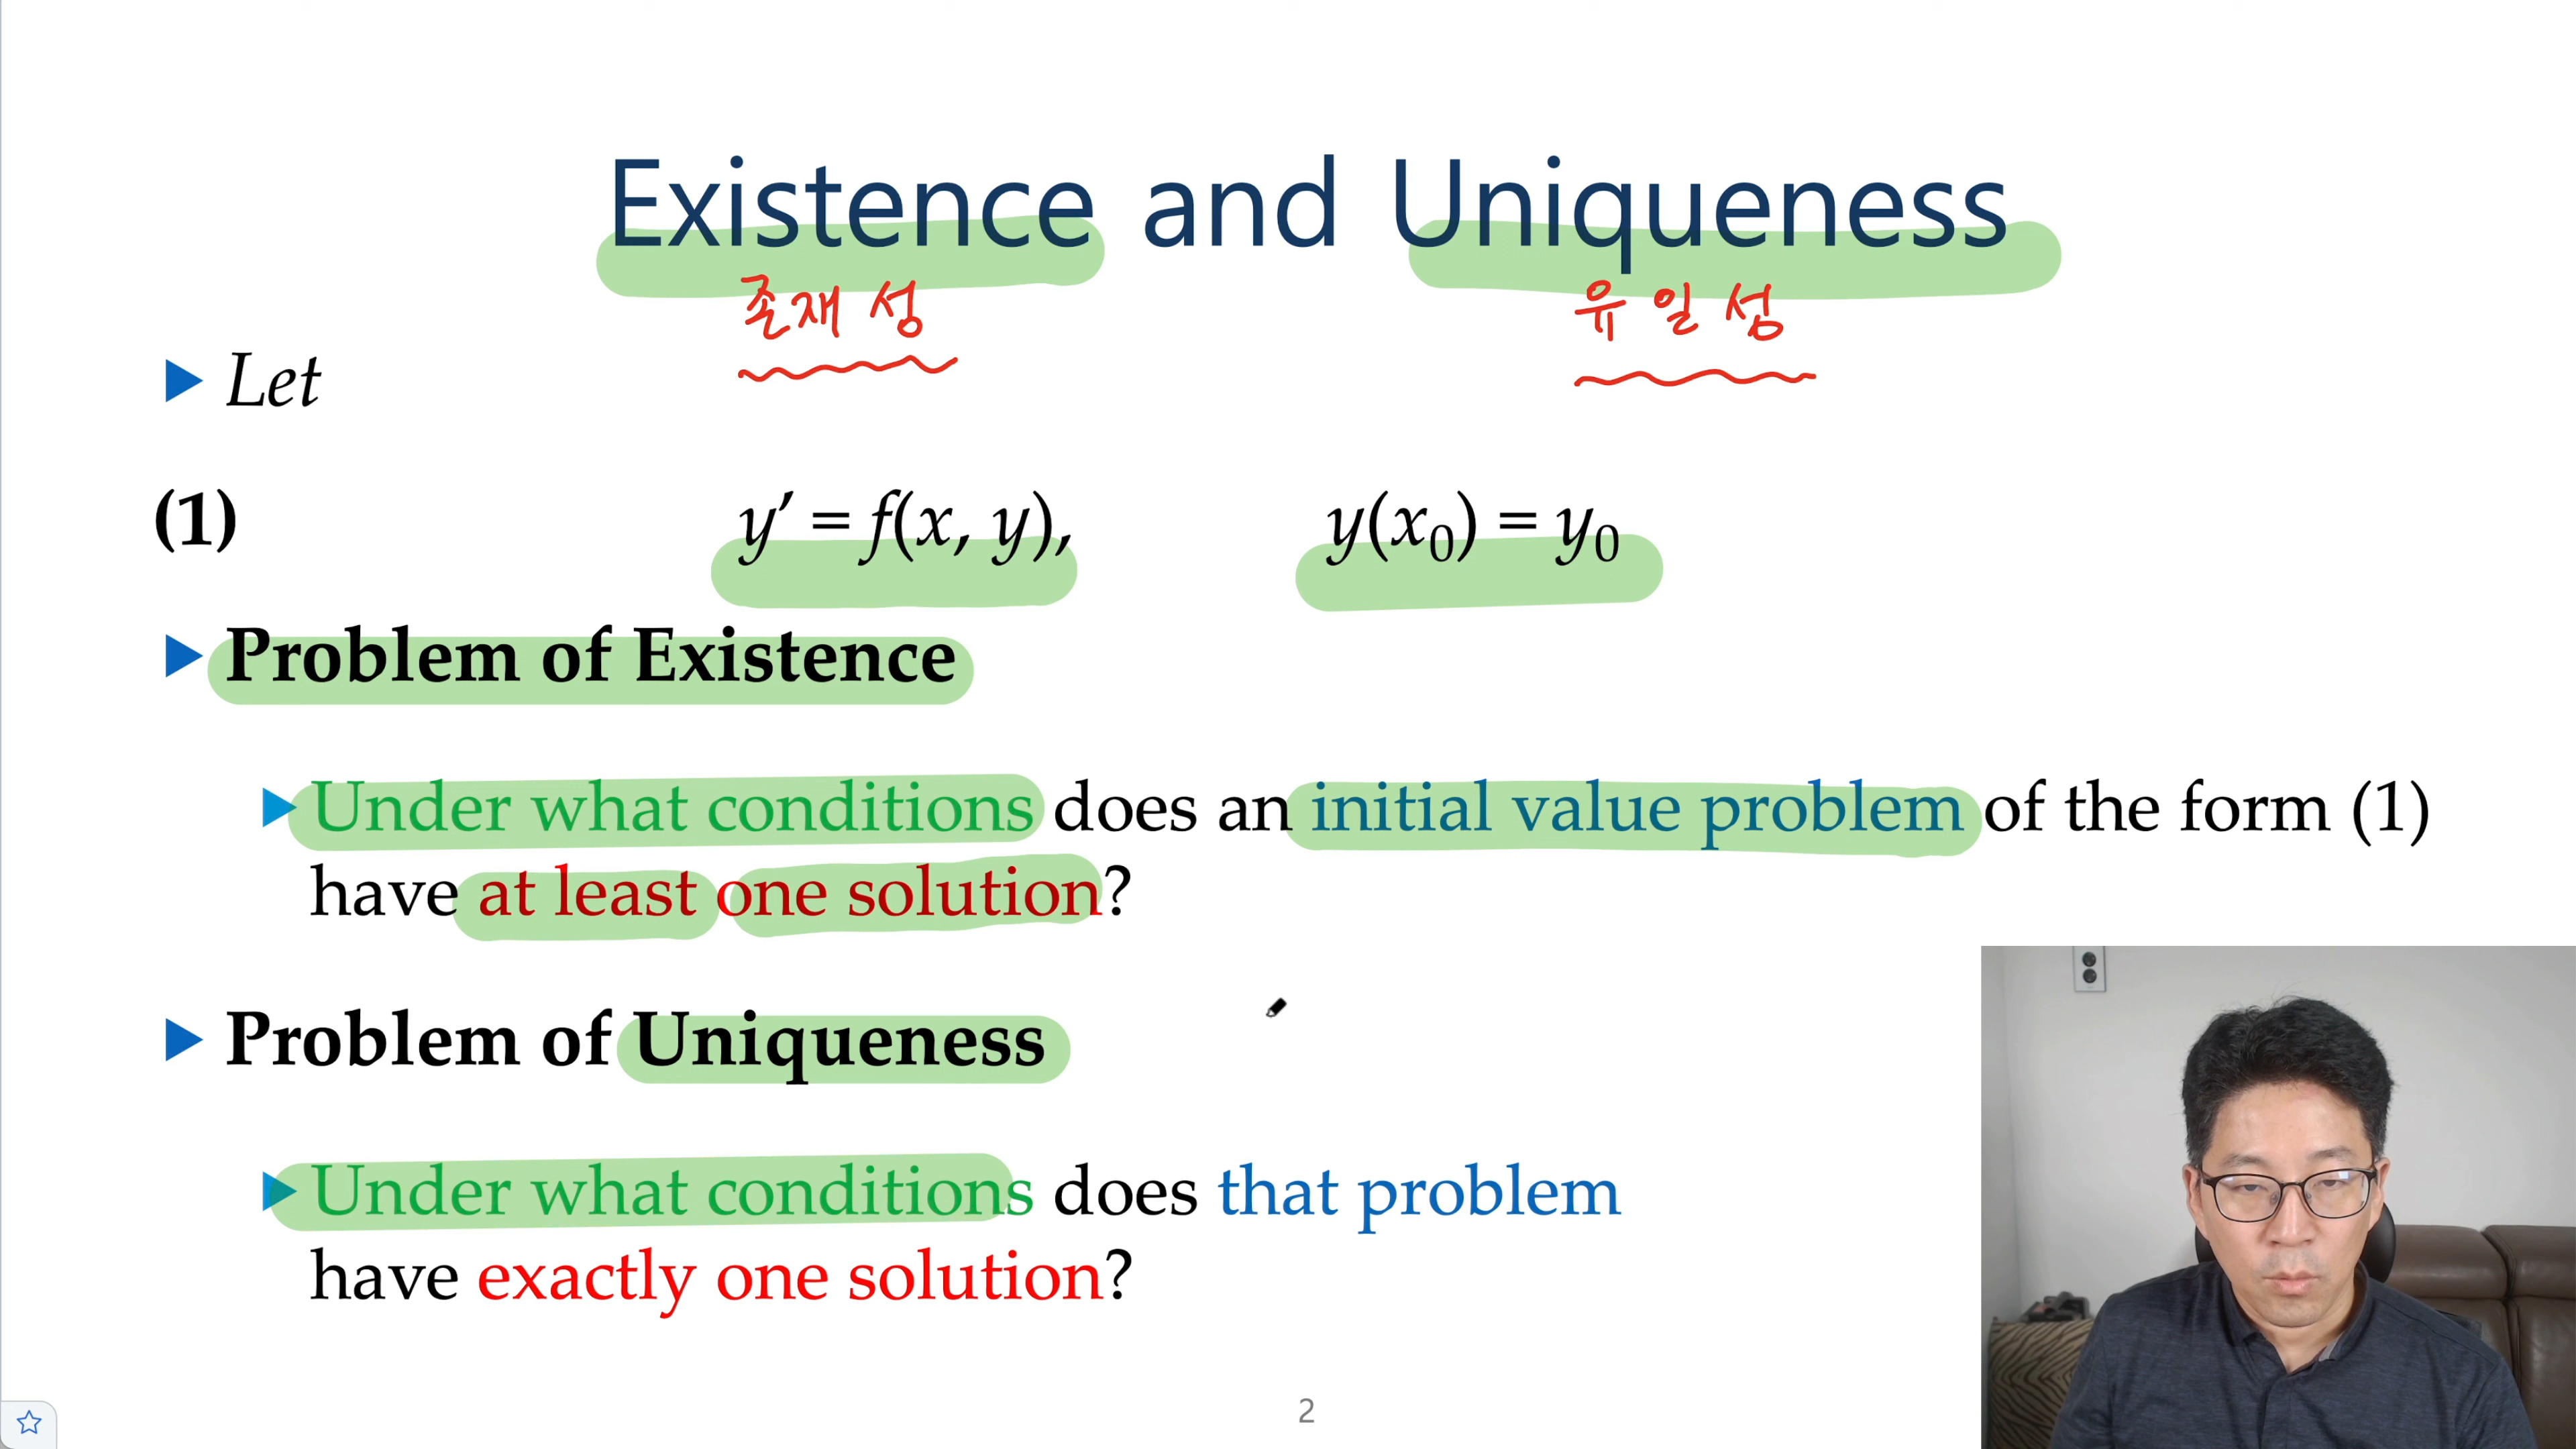 Existence and Uniqueness
존재성 유일성
Let
(1) y′ = f(x, y), y(x₀) = y₀
Problem of Existence
Under what conditions does an initial value problem of the form (1)
have at least one solution?
Problem of Uniqueness
Under what conditions does that problem
have exactly one solution?
2